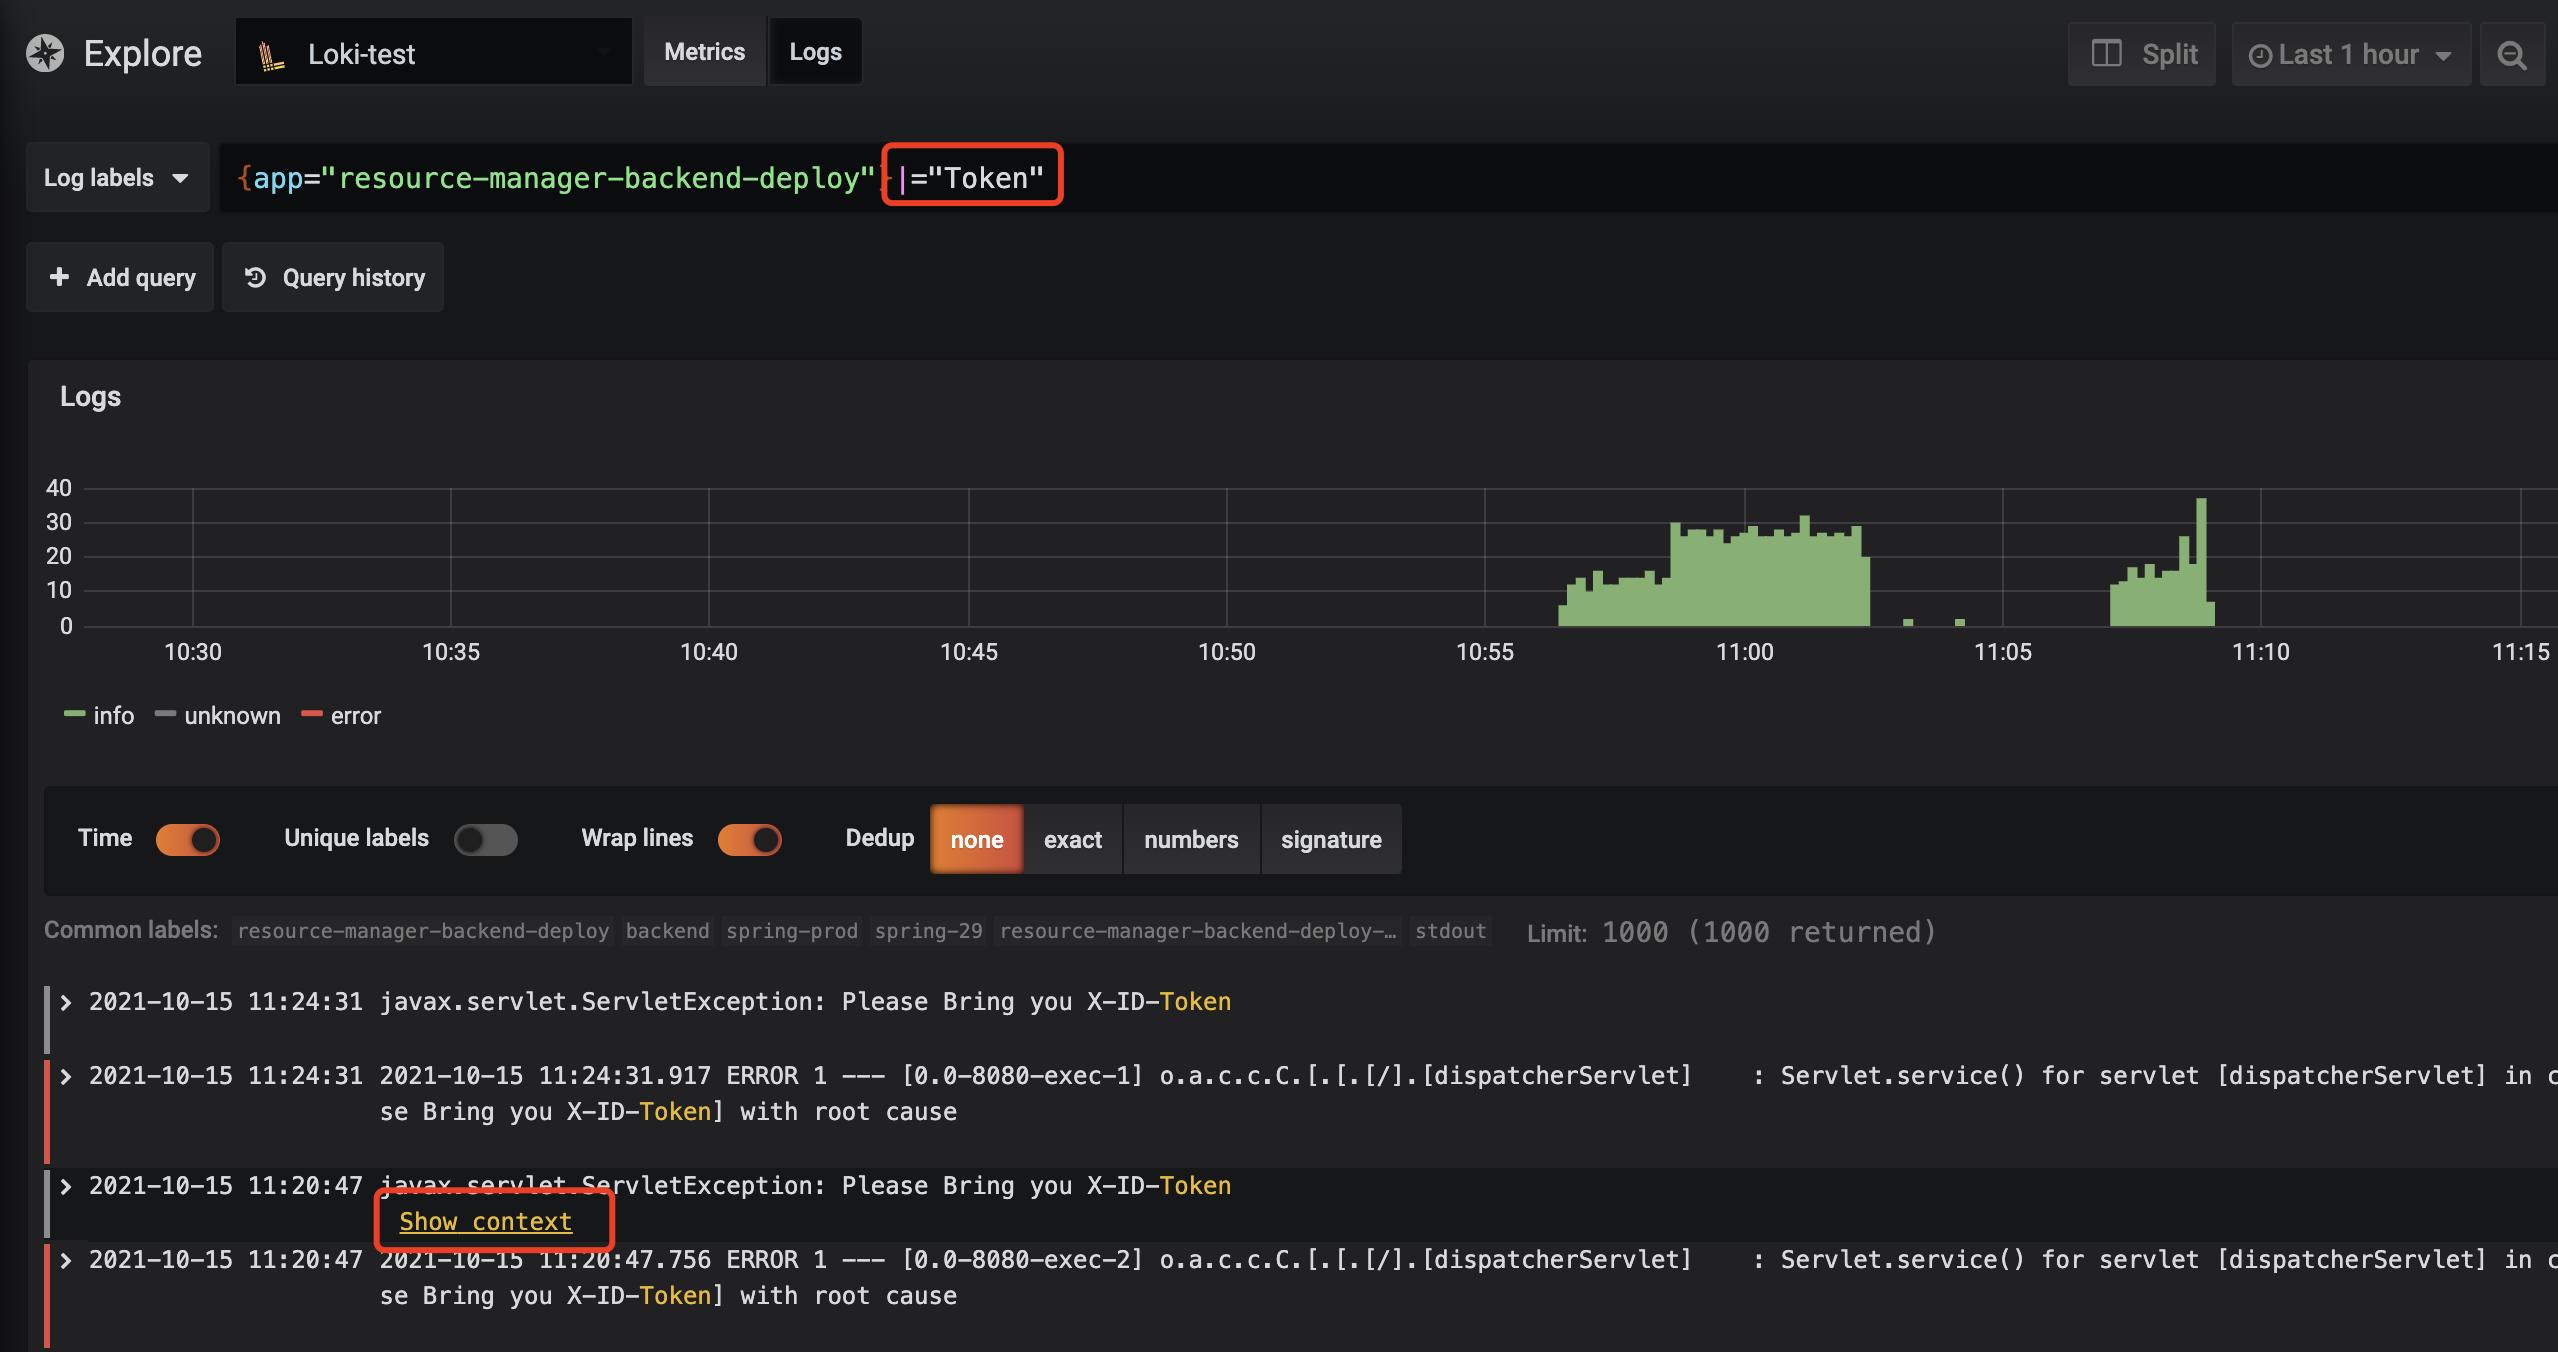 Explore Loki-test Metrics Logs Split Last 1 hour
Log labels {app="resource-manager-backend-deploy"}|="Token"
Add query Query history
Logs
40
30
20
10
0
10:30 10:35 10:40 10:45 10:50 10:55 11:00 11:05 11:10 11:15
info unknown error
Time Unique labels Wrap lines Dedup none exact numbers signature
Common labels: resource-manager-backend-deploy backend spring-prod spring-29 resource-manager-backend-deploy-… stdout Limit: 1000 (1000 returned)
2021-10-15 11:24:31 javax.servlet.ServletException: Please Bring you X-ID-Token
2021-10-15 11:24:31 2021-10-15 11:24:31.917 ERROR 1 --- [0.0-8080-exec-1] o.a.c.c.C.[.[.[/].[dispatcherServlet] : Servlet.service() for servlet [dispatcherServlet] in c
se Bring you X-ID-Token] with root cause
2021-10-15 11:20:47 javax.servlet.ServletException: Please Bring you X-ID-Token
Show context
2021-10-15 11:20:47 2021-10-15 11:20:47.756 ERROR 1 --- [0.0-8080-exec-2] o.a.c.c.C.[.[.[/].[dispatcherServlet] : Servlet.service() for servlet [dispatcherServlet] in c
se Bring you X-ID-Token] with root cause